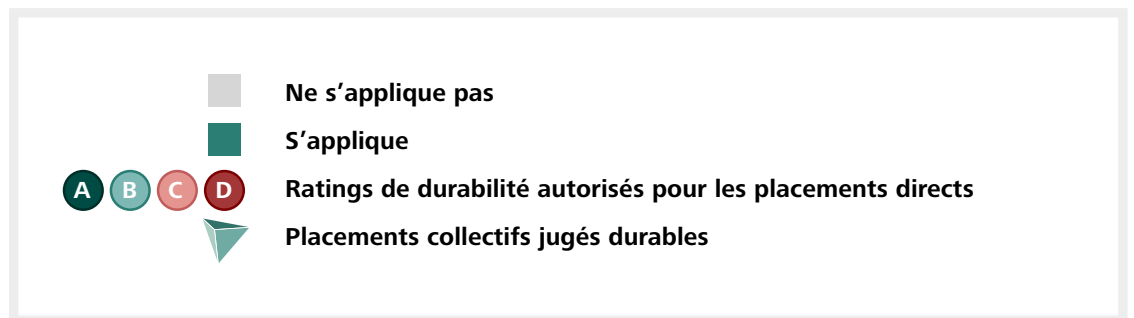 Ne s’applique pas
S’applique
A B C D Ratings de durabilité autorisés pour les placements directs
Placements collectifs jugés durables